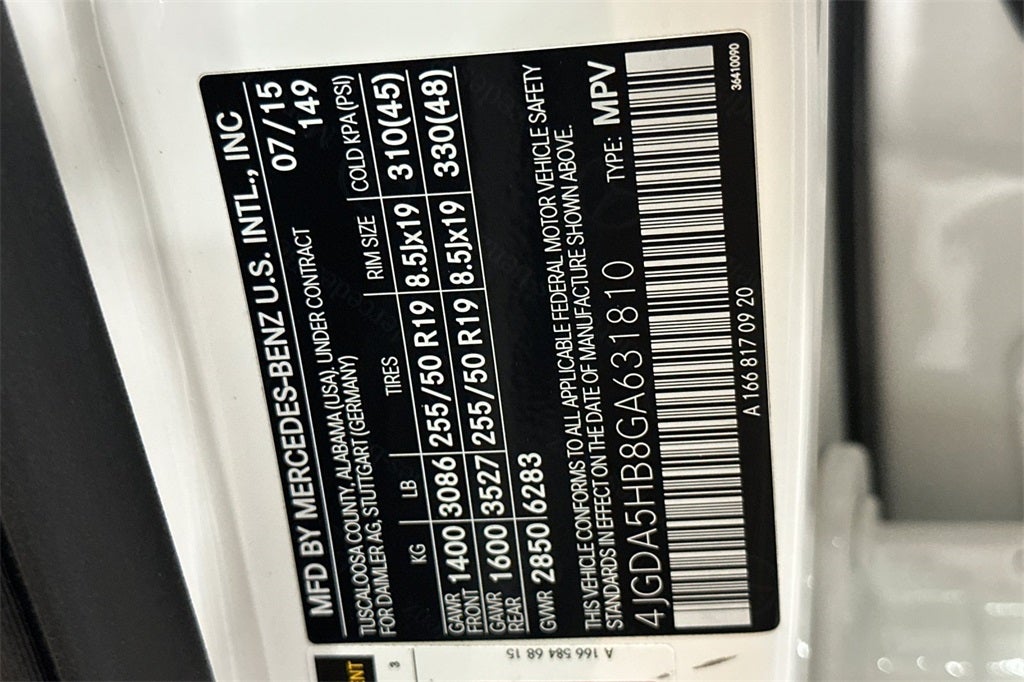 MFD BY MERCEDES-BENZ U.S. INTL., INC
TUSCALOOSA COUNTY, ALABAMA (USA), UNDER CONTRACT 07/15
FOR DAIMLER AG, STUTTGART (GERMANY) 149
KG LB TIRES RIM SIZE COLD KPA (PSI)
GAWR FRONT 1400 3086 255/50 R19 8.5Jx19 310(45)
GAWR REAR 1600 3527 255/50 R19 8.5Jx19 330(48)
GVWR 2850 6283
THIS VEHICLE CONFORMS TO ALL APPLICABLE FEDERAL MOTOR VEHICLE SAFETY
STANDARDS IN EFFECT ON THE DATE OF MANUFACTURE SHOWN ABOVE.
4JGDA5HB8GA631810 TYPE: MPV
A 166 817 09 20 36410090
ENT
3
A 166 584 68 15